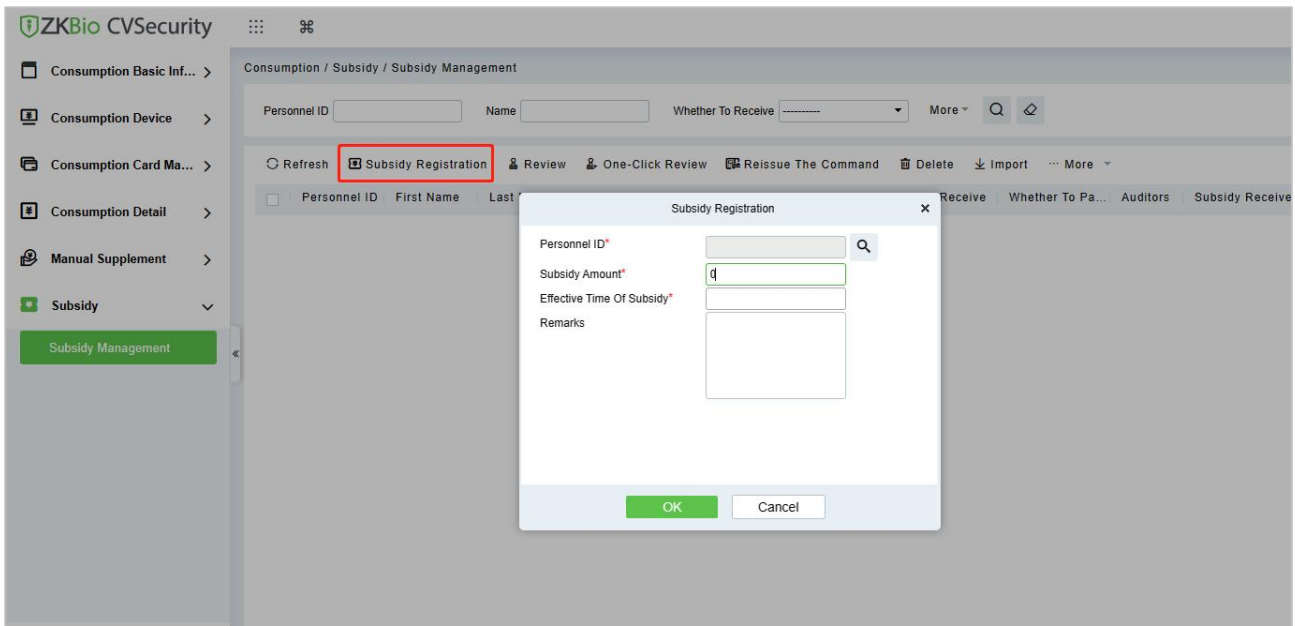 ZKBio CVSecurity
Consumption Basic Inf...
Consumption Device
Consumption Card Ma...
Consumption Detail
Manual Supplement
Subsidy
Subsidy Management
Consumption / Subsidy / Subsidy Management
Personnel ID Name Whether To Receive ---------- More
Refresh Subsidy Registration Review One-Click Review Reissue The Command Delete Import ... More
Personnel ID First Name Last Receive Whether To Pa... Auditors Subsidy Receive
Subsidy Registration ×
Personnel ID*
Subsidy Amount* 0
Effective Time Of Subsidy*
Remarks
OK Cancel